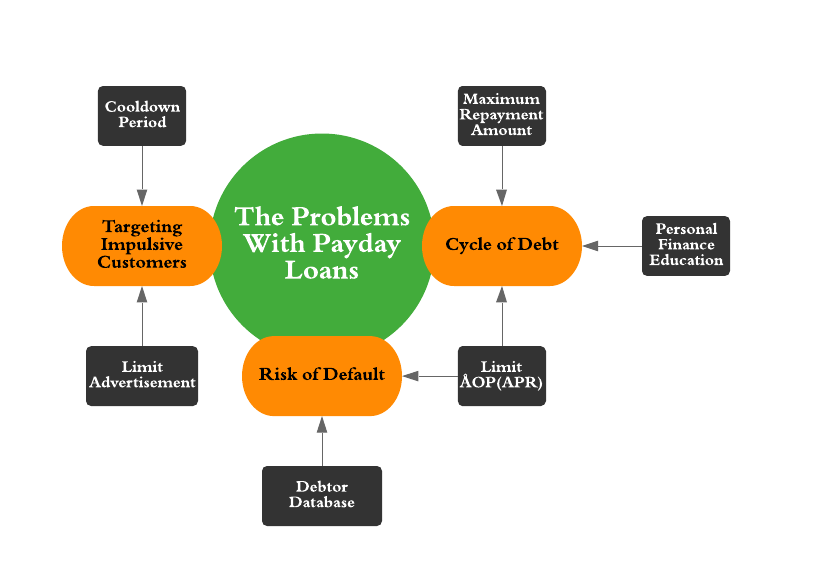 Cooldown
Period
Maximum
Repayment
Amount
The Problems
With Payday
Loans
Targeting
Impulsive
Customers
Cycle of Debt
Personal
Finance
Education
Limit
Advertisement
Risk of Default
Limit
ÅOP(APR)
Debtor
Database